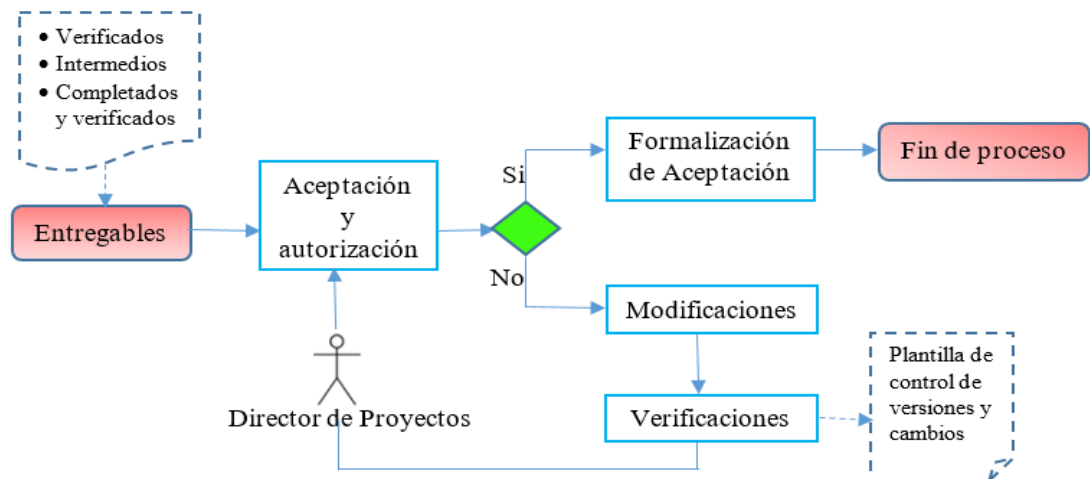 • Verificados
• Intermedios
• Completados
y verificados
Entregables
Aceptación
y
autorización
Si
No
Formalización
de Aceptación
Fin de proceso
Modificaciones
Verificaciones
Plantilla de
control de
versiones y
cambios
Director de Proyectos